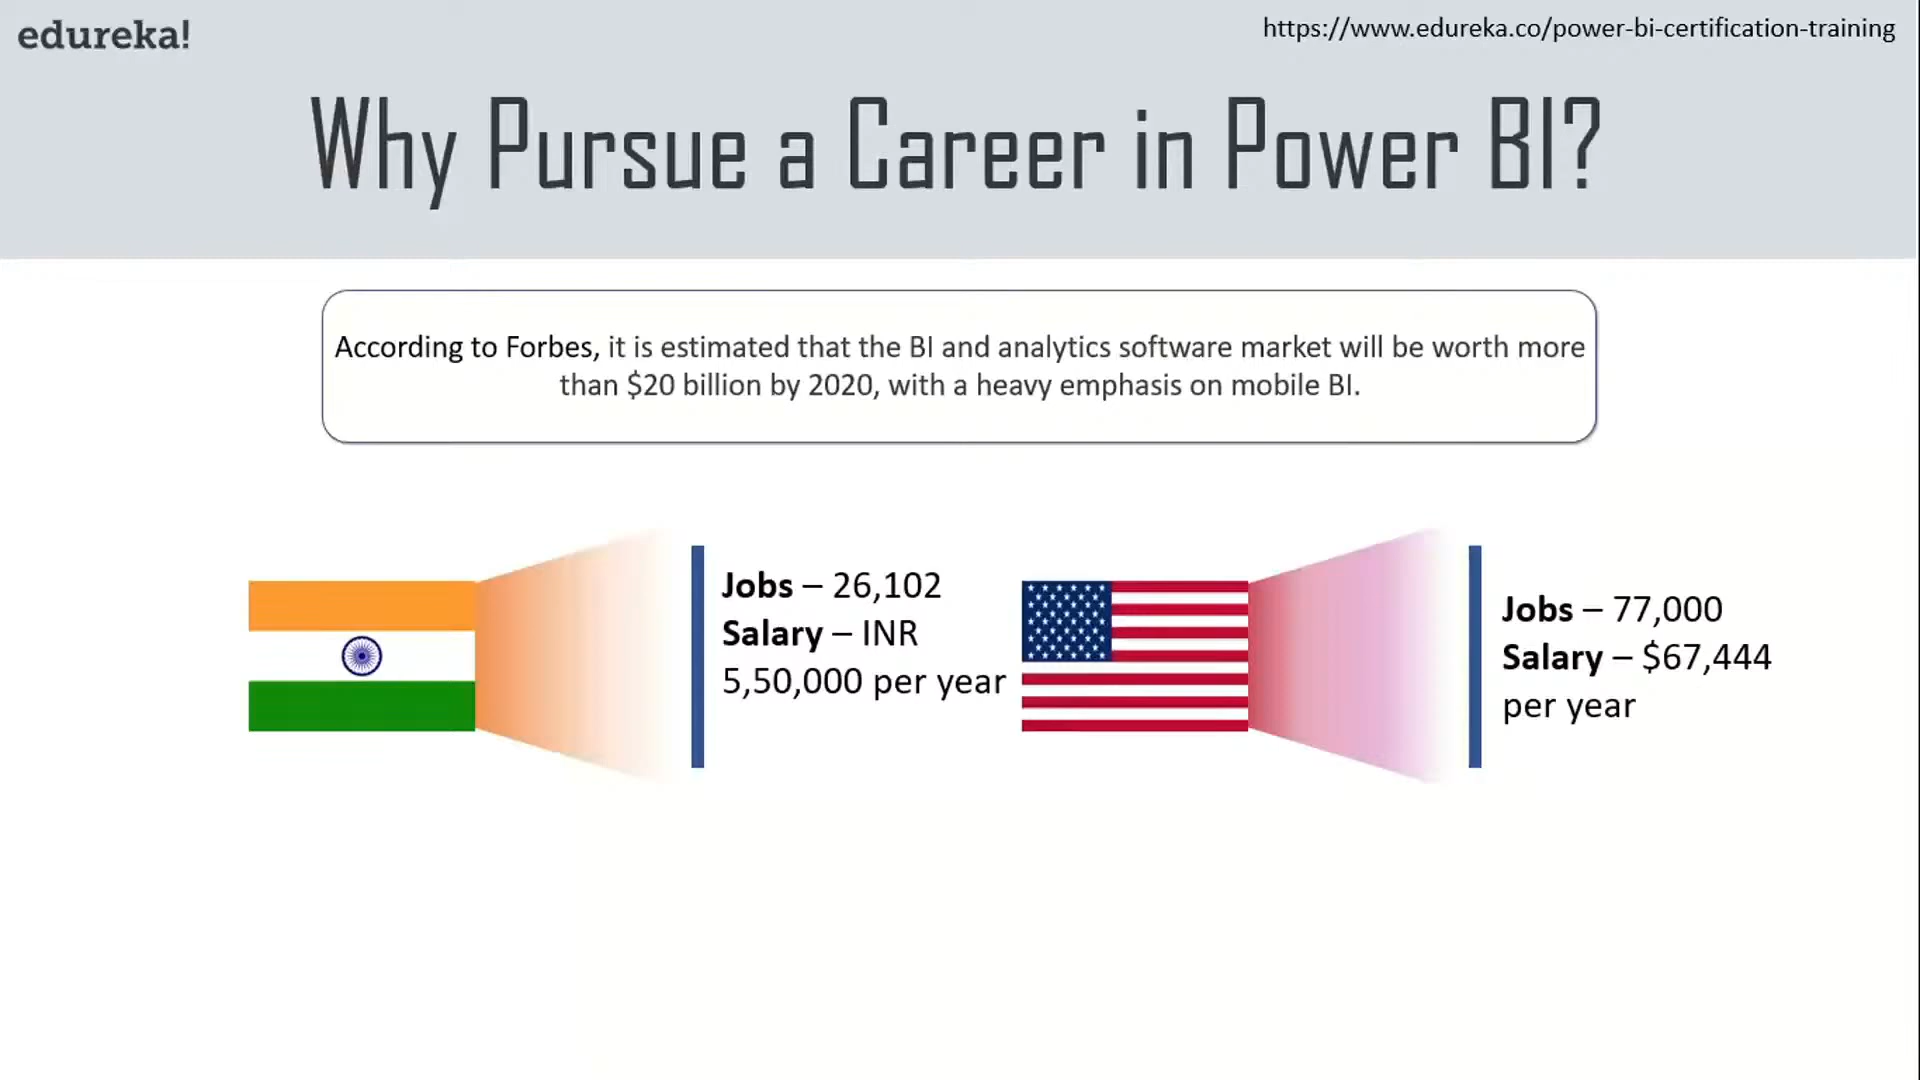 edureka!
https://www.edureka.co/power-bi-certification-training
Why Pursue a Career in Power BI?
According to Forbes, it is estimated that the BI and analytics software market will be worth more
than $20 billion by 2020, with a heavy emphasis on mobile BI.
Jobs – 26,102
Salary – INR
5,50,000 per year
Jobs – 77,000
Salary – $67,444
per year